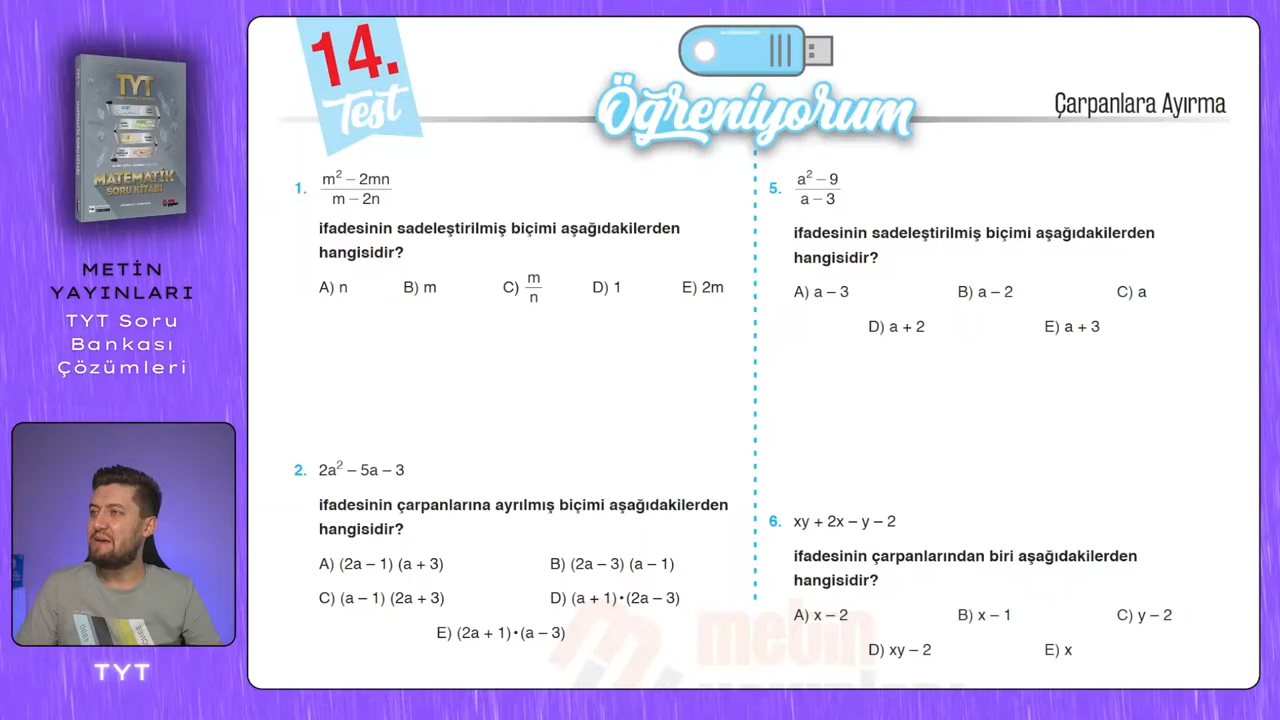 TYT
MATEMATİK
SORU KİTABI
METİN
YAYINLARI
TYT Soru
Bankası
Çözümleri
TYT
14.
Test
Öğreniyorum
Çarpanlara Ayırma
1. m² – 2mn
m – 2n
ifadesinin sadeleştirilmiş biçimi aşağıdakilerden
hangisidir?
A) n B) m C) m/n D) 1 E) 2m
2. 2a² – 5a – 3
ifadesinin çarpanlarına ayrılmış biçimi aşağıdakilerden
hangisidir?
A) (2a – 1) (a + 3) B) (2a – 3) (a – 1)
C) (a – 1) (2a + 3) D) (a + 1)•(2a – 3)
E) (2a + 1)•(a – 3)
5. a² – 9
a – 3
ifadesinin sadeleştirilmiş biçimi aşağıdakilerden
hangisidir?
A) a – 3 B) a – 2 C) a
D) a + 2 E) a + 3
6. xy + 2x – y – 2
ifadesinin çarpanlarından biri aşağıdakilerden
hangisidir?
A) x – 2 B) x – 1 C) y – 2
D) xy – 2 E) x
metin